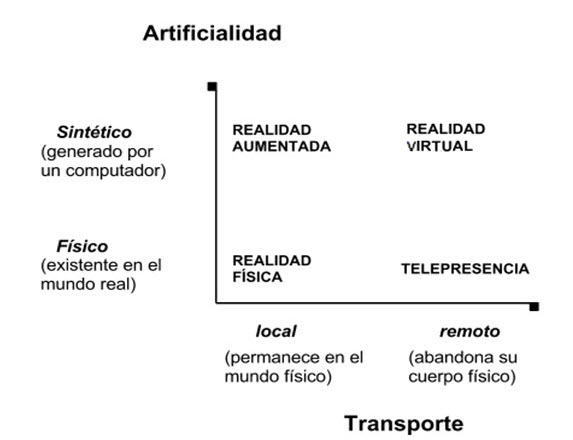 Artificialidad
Sintético
(generado por
un computador)
REALIDAD
AUMENTADA
REALIDAD
VIRTUAL
Físico
(existente en el
mundo real)
REALIDAD
FÍSICA
TELEPRESENCIA
local
(permanece en el
mundo físico)
remoto
(abandona su
cuerpo físico)
Transporte